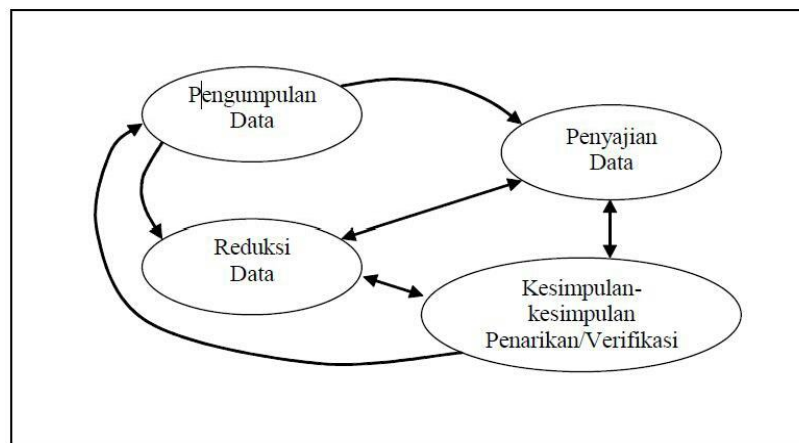 Pengumpulan
Data
Penyajian
Data
Reduksi
Data
Kesimpulan-
kesimpulan
Penarikan/Verifikasi